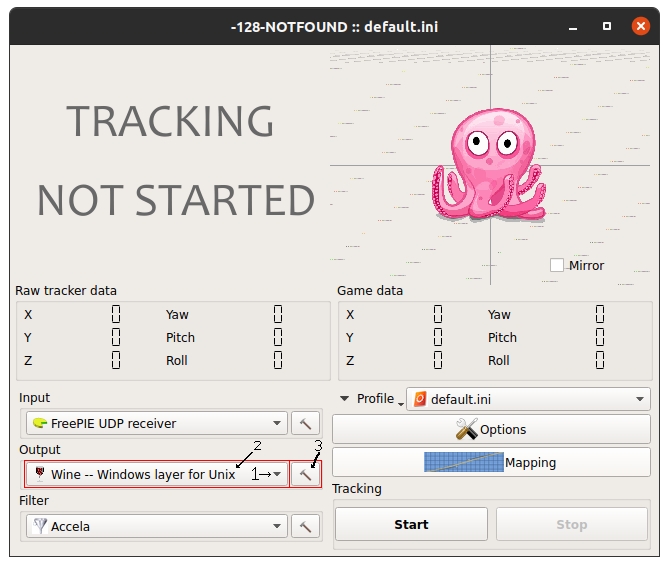 -128-NOTFOUND :: default.ini
TRACKING
NOT STARTED
Mirror
Raw tracker data
X 0 Yaw 0
Y 0 Pitch 0
Z 0 Roll 0
Game data
X 0 Yaw 0
Y 0 Pitch 0
Z 0 Roll 0
Input
FreePIE UDP receiver
Output
2
3
Wine -- Windows layer for Unix
1
Filter
Accela
Profile
default.ini
Options
Mapping
Tracking
Start
Stop